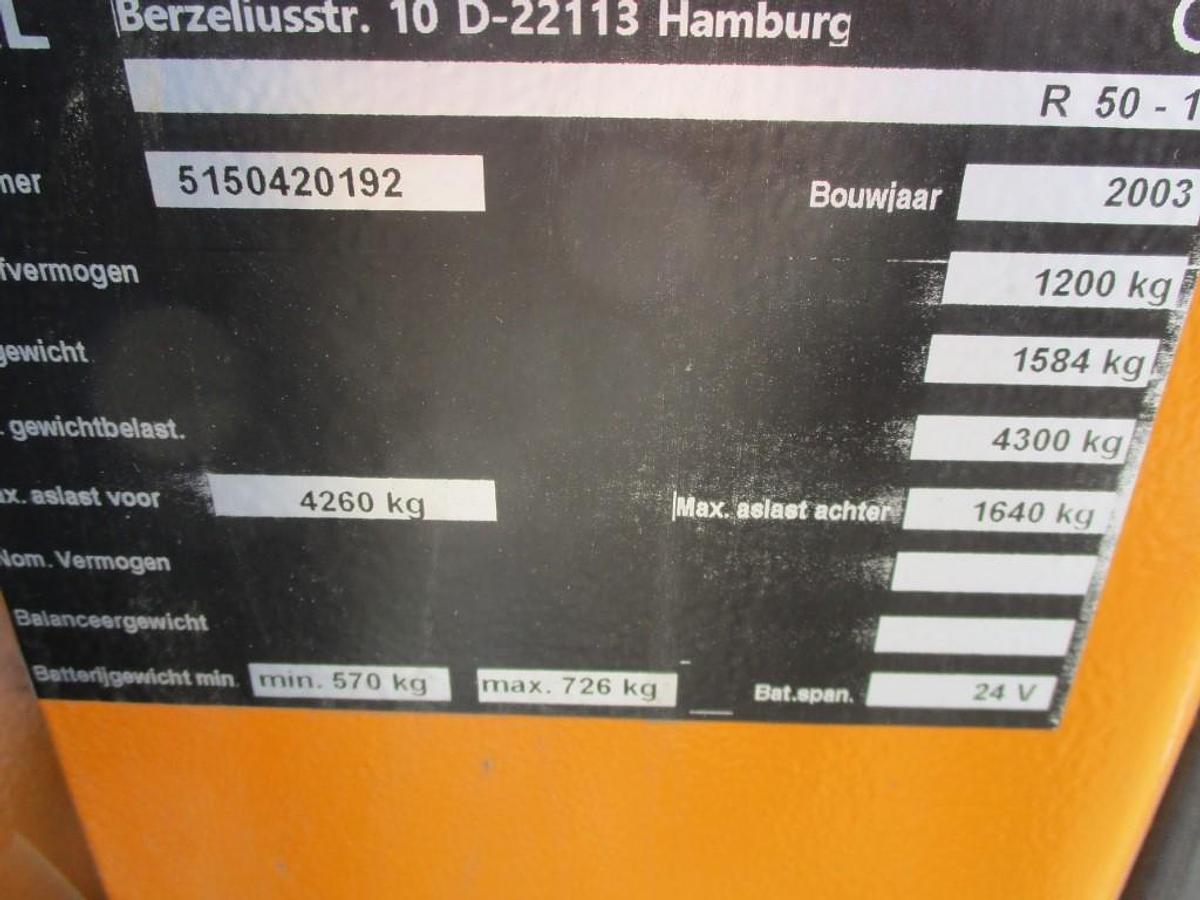 L Berzeliusstr. 10 D-22113 Hamburg
R 50 - 1
mer 5150420192 Bouwjaar 2003
fvermogen 1200 kg
gewicht 1584 kg
. gewichtbelast. 4300 kg
x. aslast voor 4260 kg Max. aslast achter 1640 kg
Nom. Vermogen
Balanceergewicht
Batterijgewicht min. min. 570 kg max. 726 kg Bat.span. 24 V